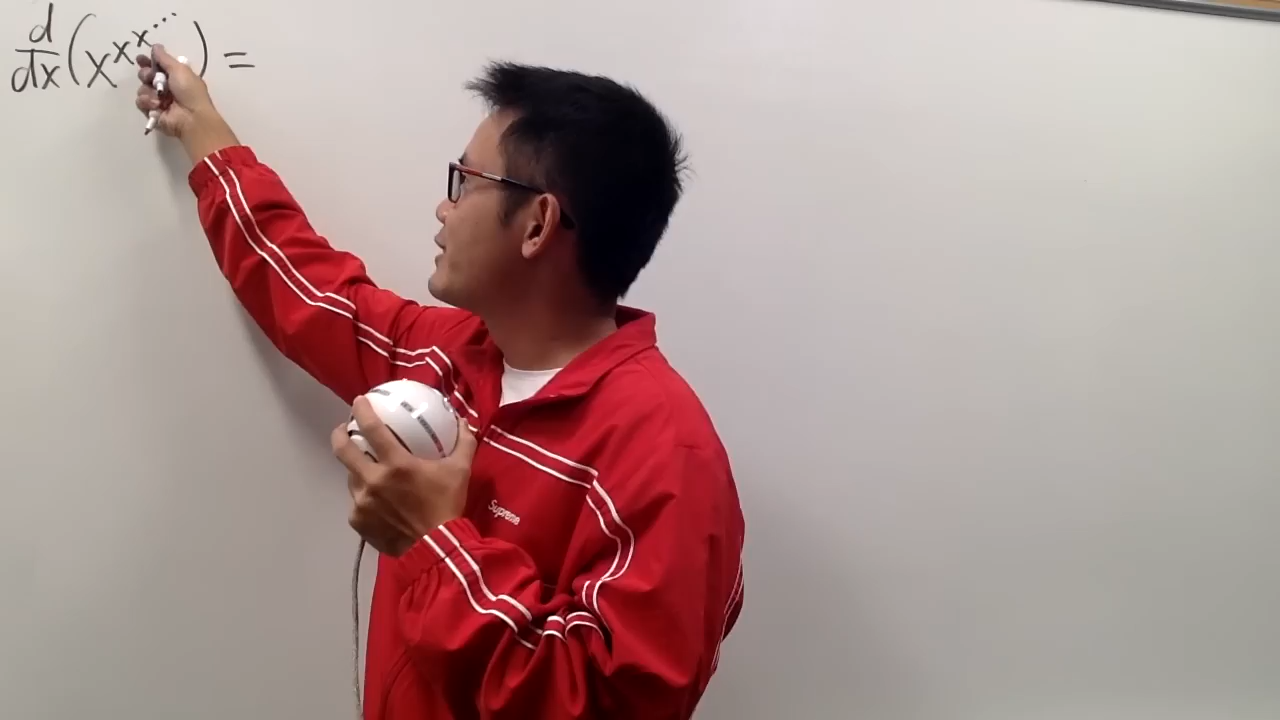 d/dx (x^x^x^⋯) =
Supreme